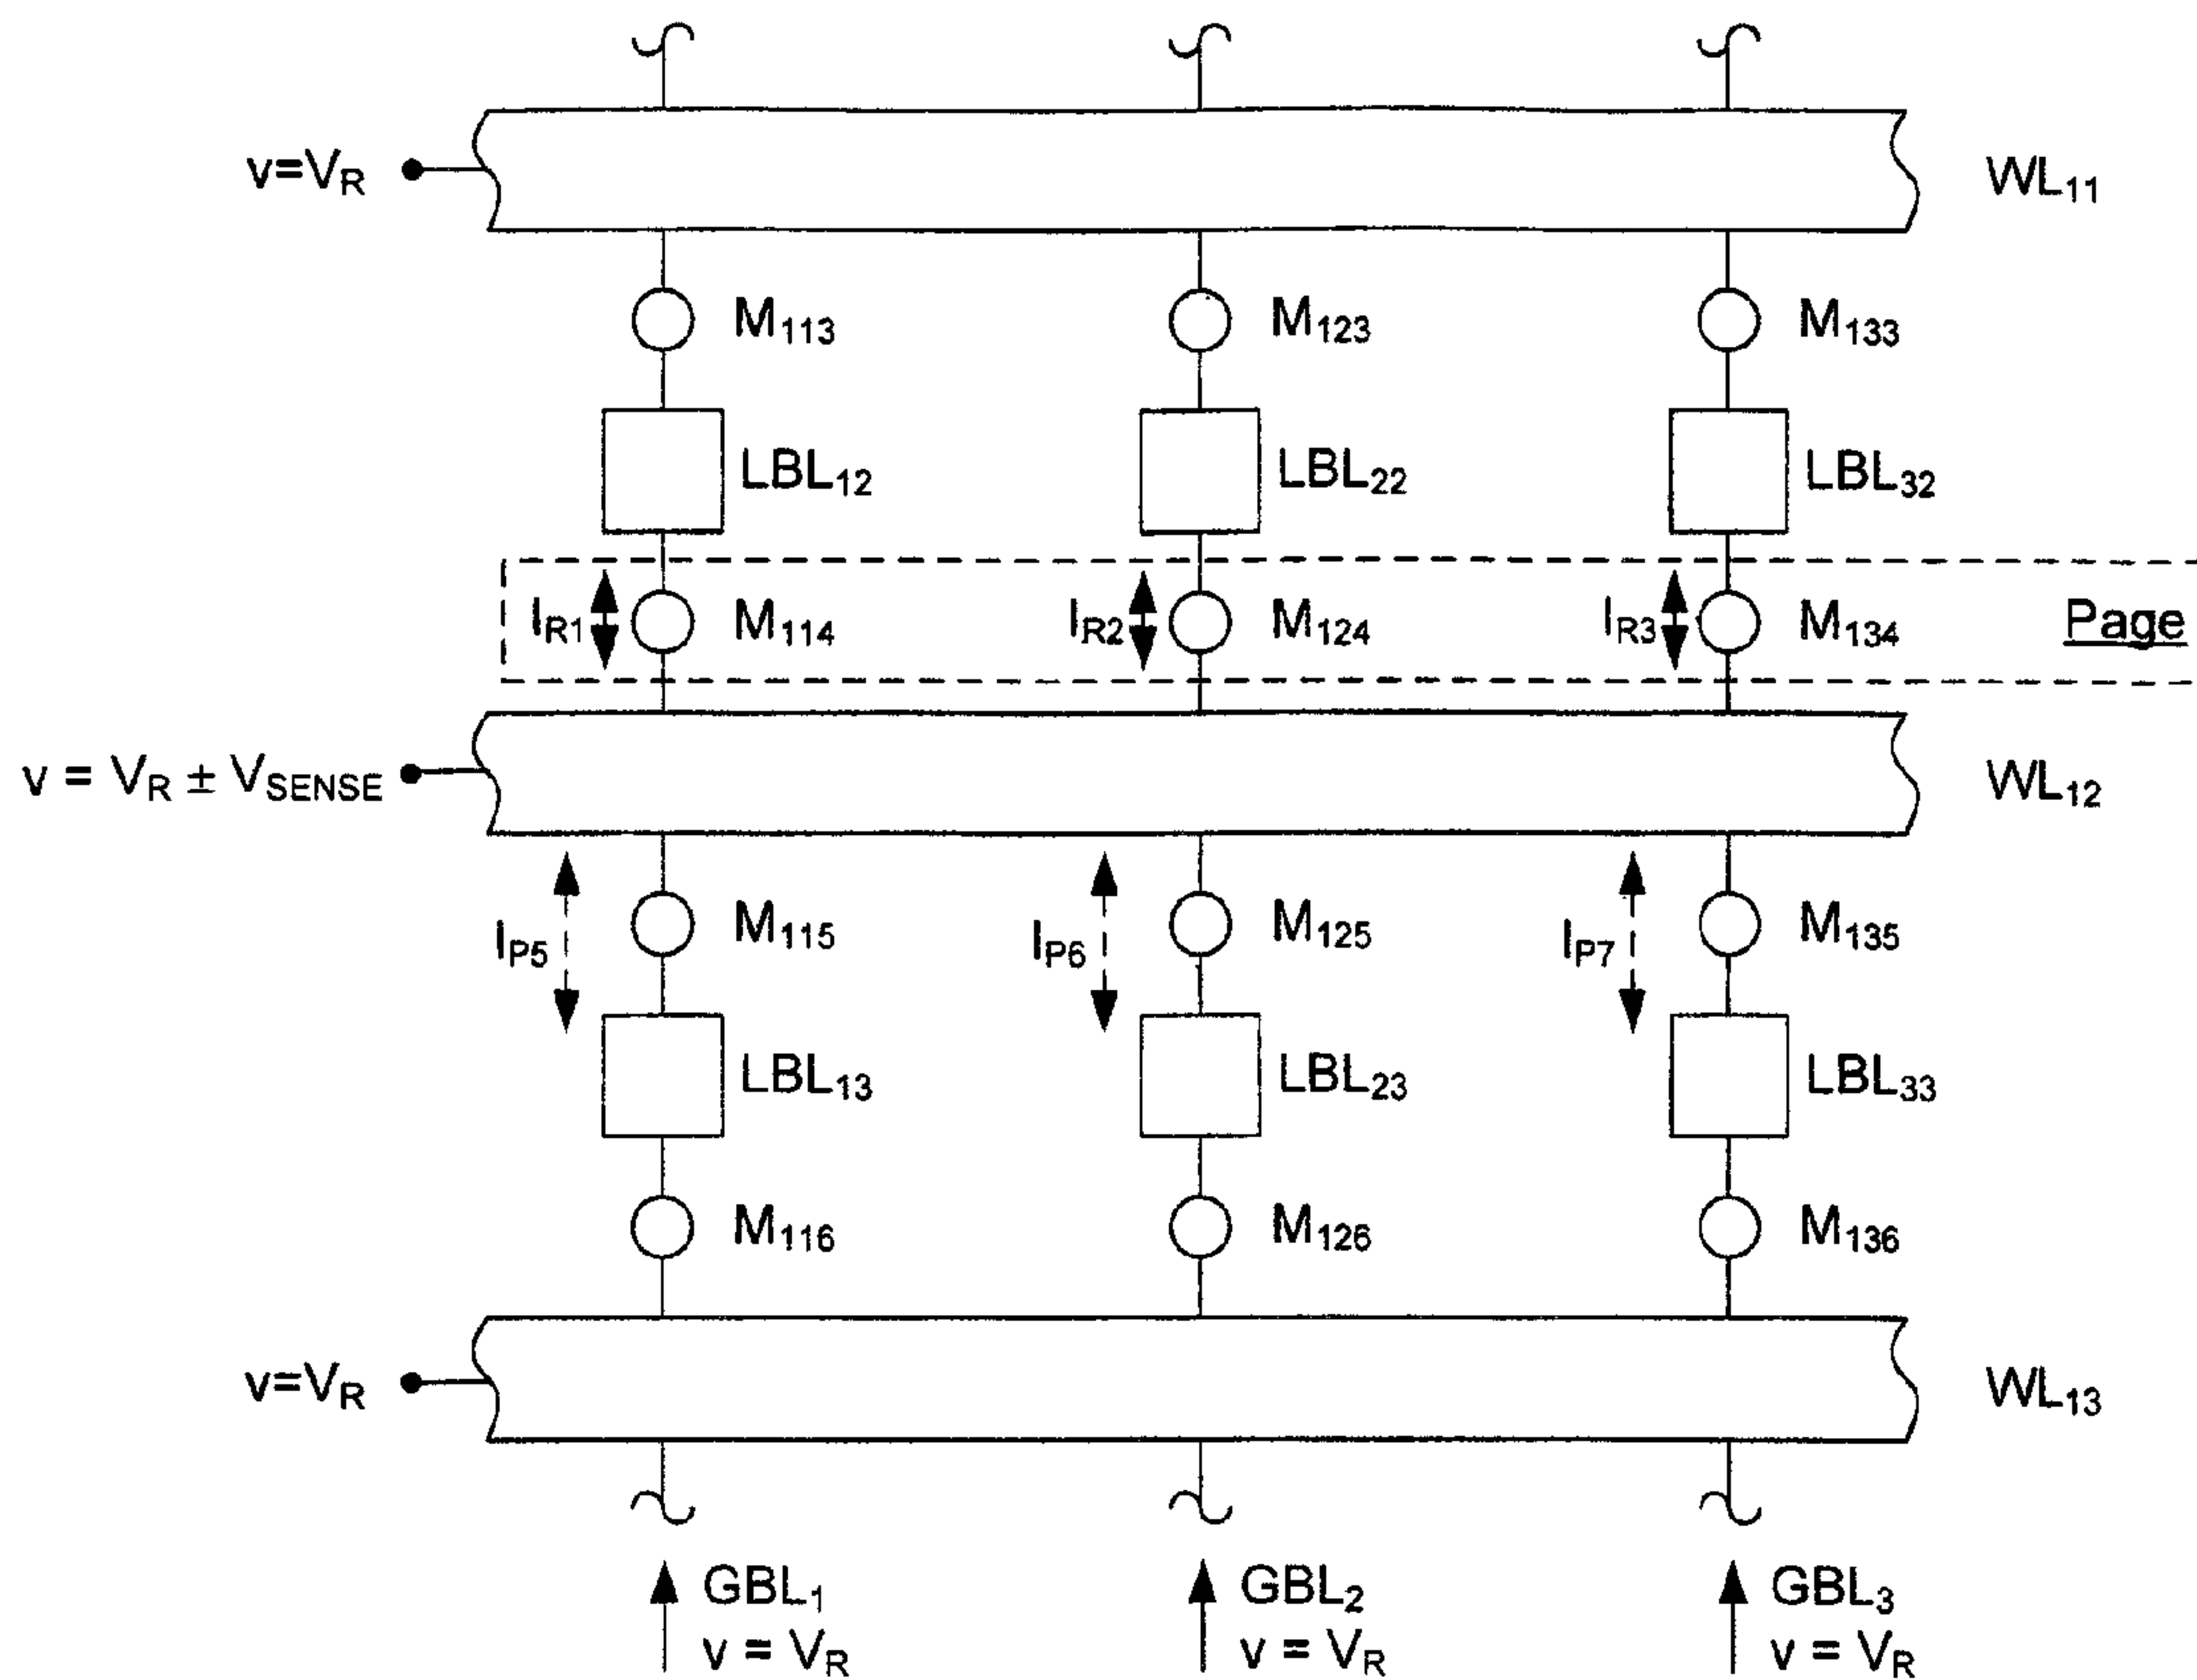 v=V_R WL_11
M_113 M_123 M_133
LBL_12 LBL_22 LBL_32
I_R1 M_114 I_R2 M_124 I_R3 M_134 Page
v = V_R ± V_SENSE WL_12
I_P5 M_115 I_P6 M_125 I_P7 M_135
LBL_13 LBL_23 LBL_33
M_116 M_126 M_136
v=V_R WL_13
GBL_1 GBL_2 GBL_3
v = V_R v = V_R v = V_R